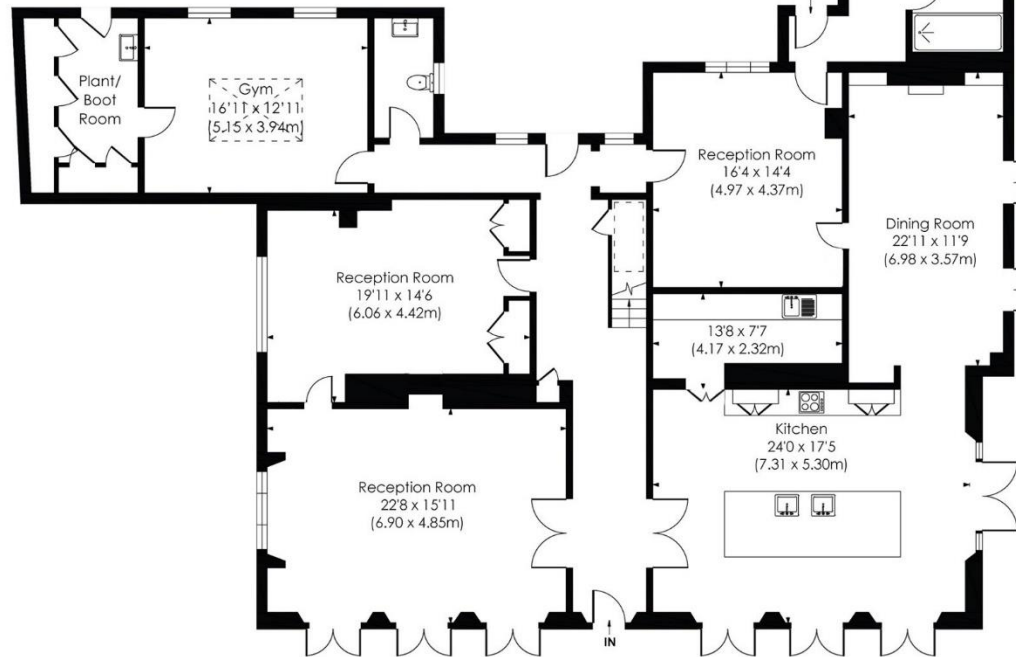 Plant/
Boot
Room
Gym
16'11 x 12'11
(5.15 x 3.94m)
Reception Room
16'4 x 14'4
(4.97 x 4.37m)
Dining Room
22'11 x 11'9
(6.98 x 3.57m)
Reception Room
19'11 x 14'6
(6.06 x 4.42m)
13'8 x 7'7
(4.17 x 2.32m)
Kitchen
24'0 x 17'5
(7.31 x 5.30m)
Reception Room
22'8 x 15'11
(6.90 x 4.85m)
IN